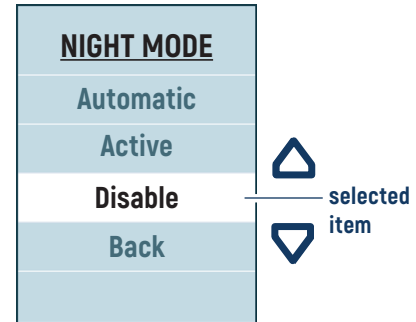 NIGHT MODE
Automatic
Active
Disable
selected
item
Back